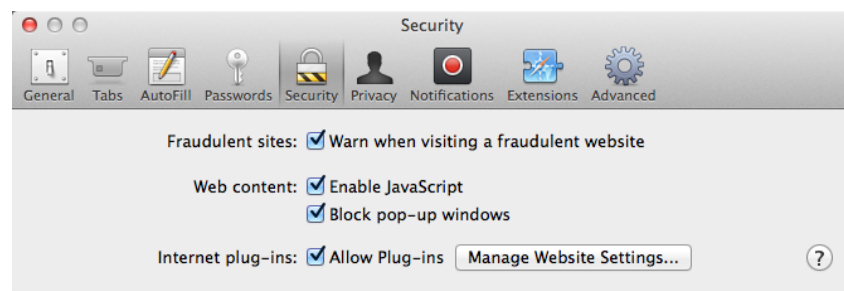 Security
General Tabs AutoFill Passwords Security Privacy Notifications Extensions Advanced
Fraudulent sites: Warn when visiting a fraudulent website
Web content: Enable JavaScript
Block pop-up windows
Internet plug-ins: Allow Plug-ins Manage Website Settings... ?